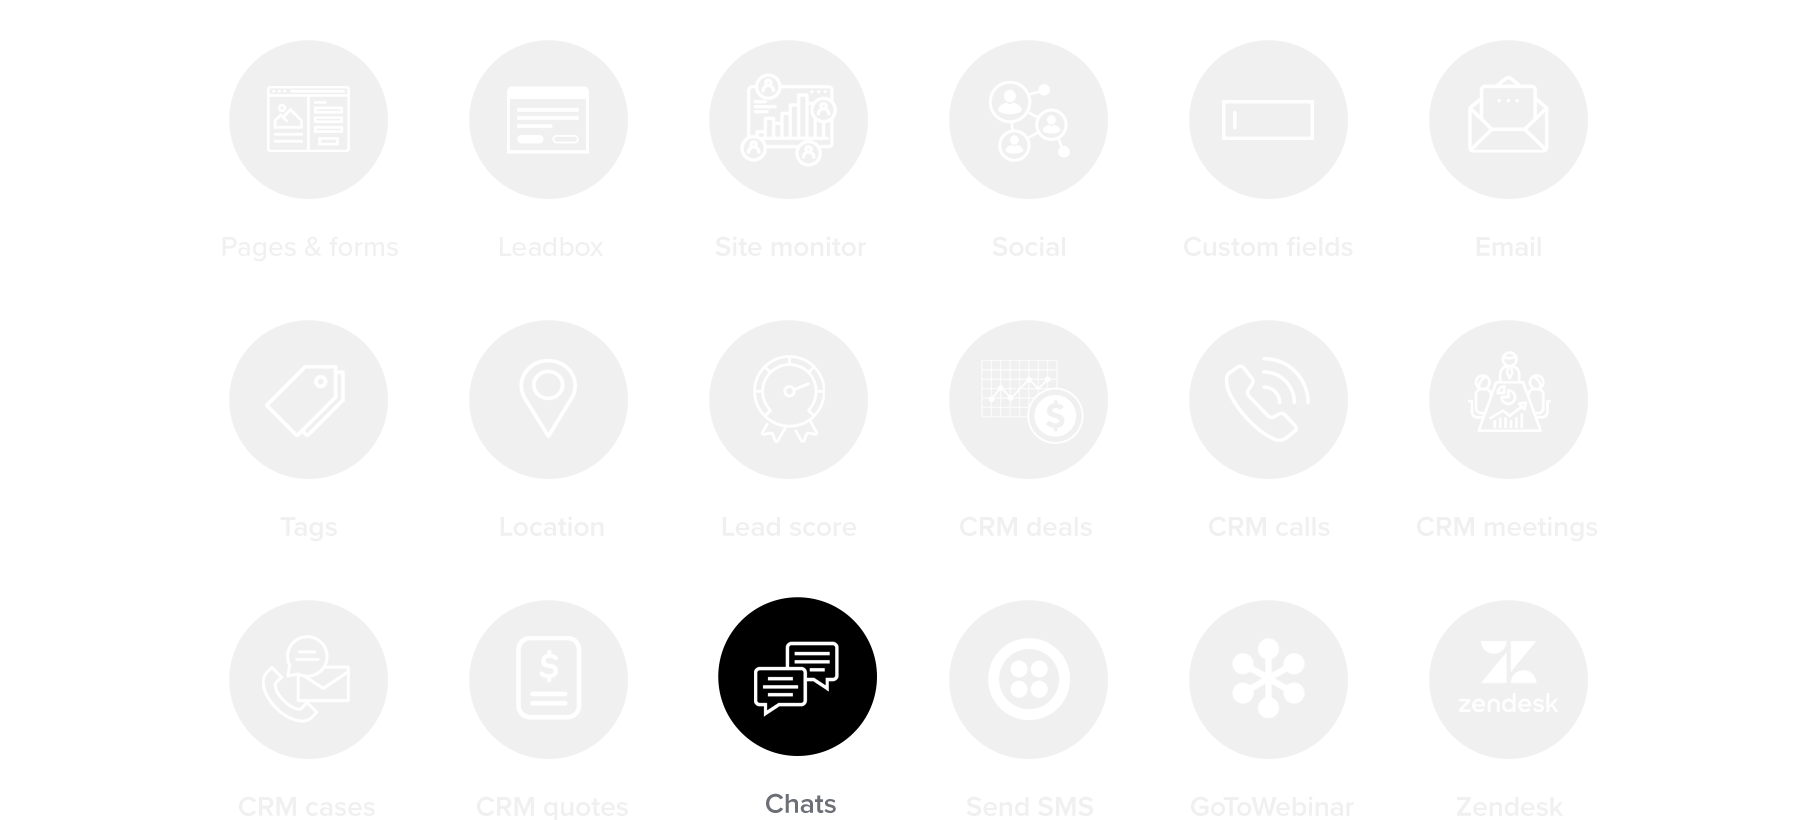 Pages & forms
Leadbox
Site monitor
Social
Custom fields
Email
Tags
Location
Lead score
CRM deals
CRM calls
CRM meetings
zendesk
CRM cases
CRM quotes
Chats
Send SMS
GoToWebinar
Zendesk